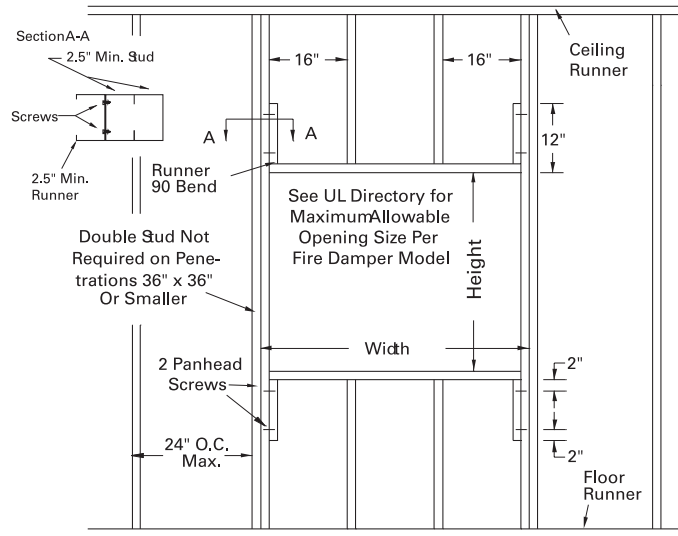 Section A-A
2.5" Min. Stud
Screws
2.5" Min.
Runner
16"
16"
Ceiling
Runner
A
A
12"
Runner
90 Bend
See UL Directory for
Maximum Allowable
Opening Size Per
Fire Damper Model
Double Stud Not
Required on Pene-
trations 36" x 36"
Or Smaller
Height
Width
2 Panhead
Screws
2"
2"
24" O.C.
Max.
Floor
Runner